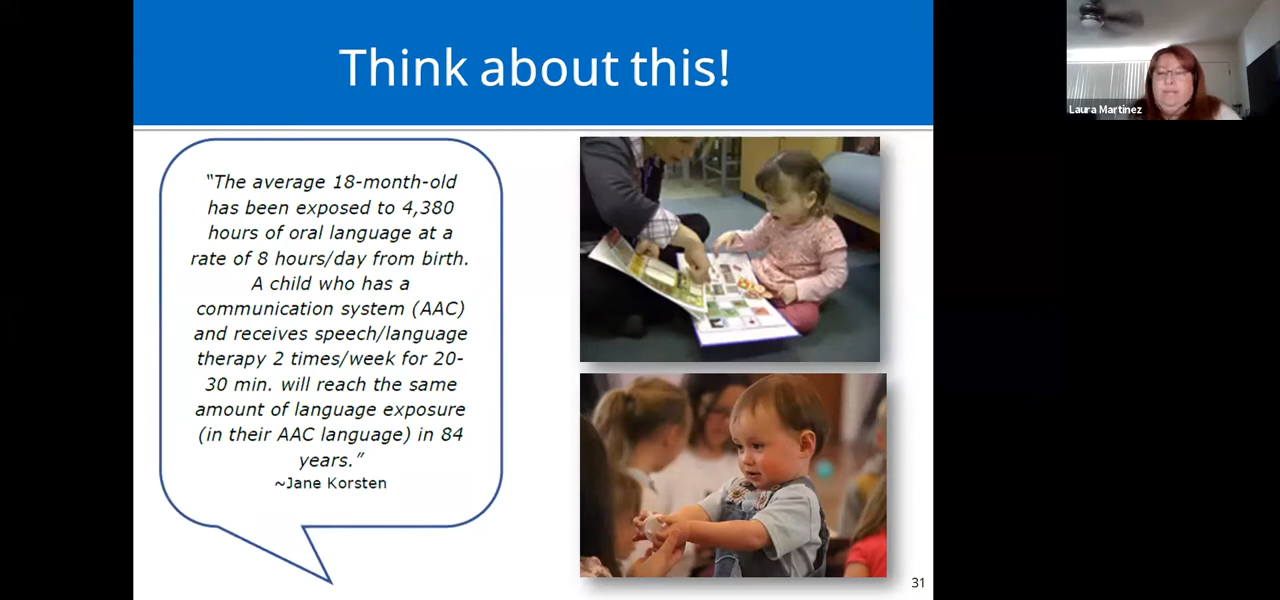 Think about this!
Laura Martinez
“The average 18-month-old
has been exposed to 4,380
hours of oral language at a
rate of 8 hours/day from birth.
A child who has a
communication system (AAC)
and receives speech/language
therapy 2 times/week for 20-
30 min. will reach the same
amount of language exposure
(in their AAC language) in 84
years.”
~Jane Korsten
31